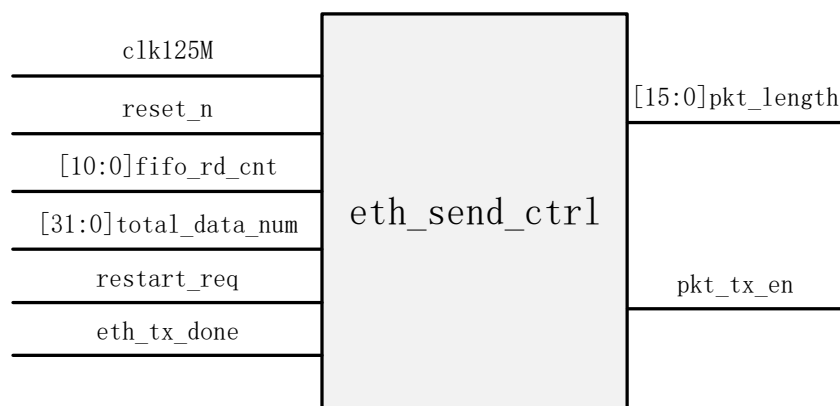 clk125M
reset_n
[10:0]fifo_rd_cnt
[31:0]total_data_num
restart_req
eth_tx_done
eth_send_ctrl
[15:0]pkt_length
pkt_tx_en